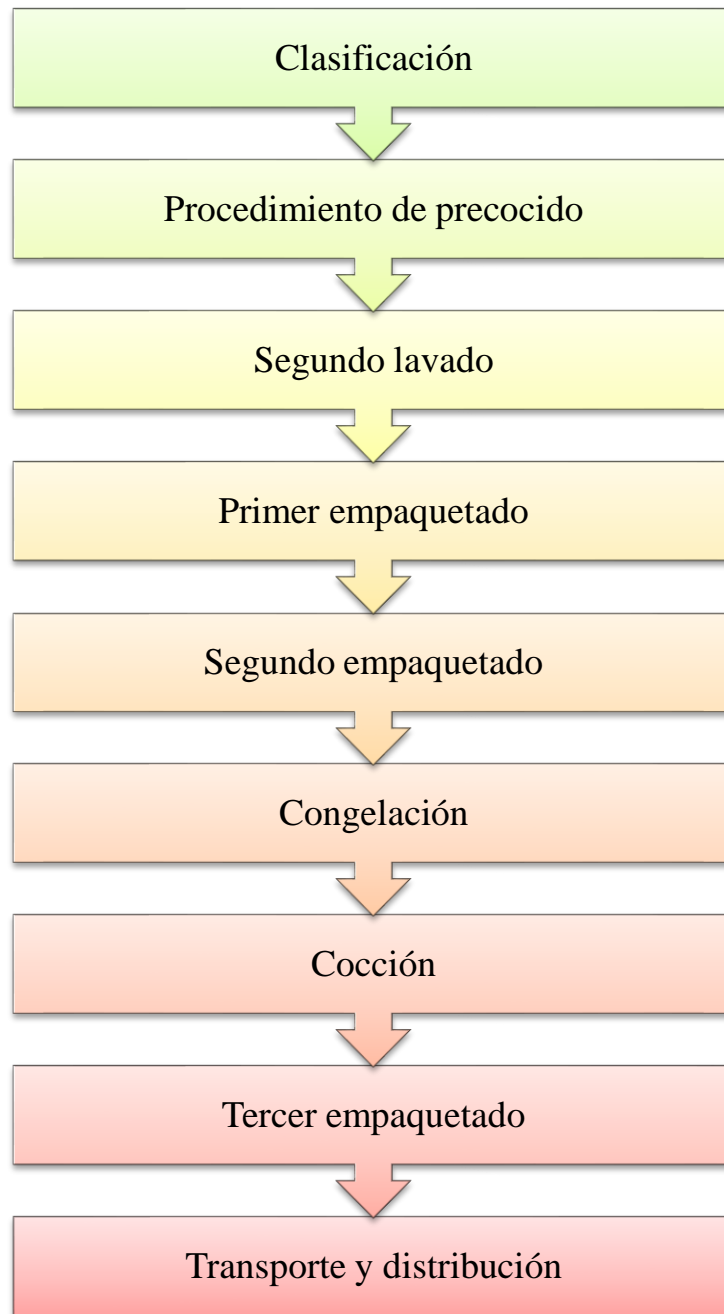 Clasificación
Procedimiento de precocido
Segundo lavado
Primer empaquetado
Segundo empaquetado
Congelación
Cocción
Tercer empaquetado
Transporte y distribución